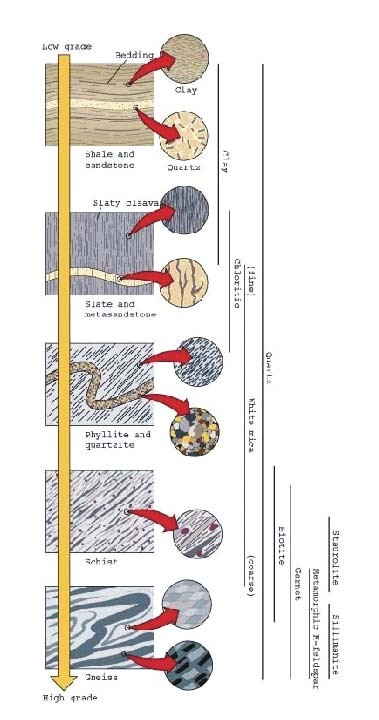 Low grade
Bedding
Clay
Shale and
sandstone
Quartz
Clay
Slaty cleavag
Slate and
metasandstone
Chlorite
(fine)
White mica
(coarse)
Quartz
Phyllite and
quartzite
Schist
Biotite
Garnet
Metamorphic K-feldspar
Staurolite
Sillimanite
Gneiss
High grade